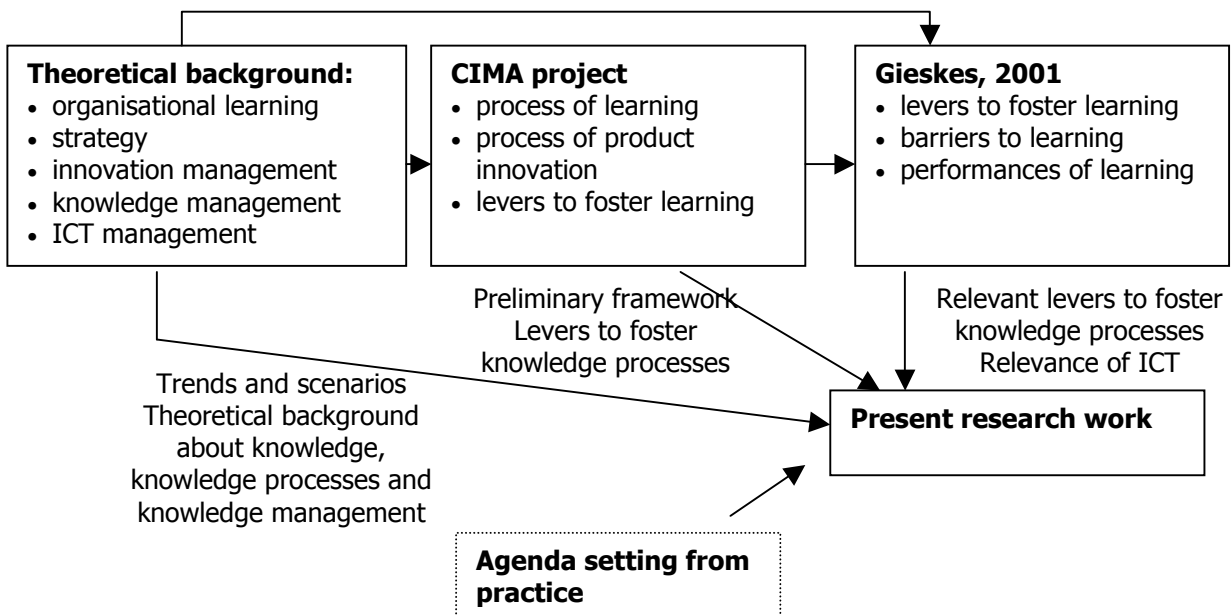 Theoretical background:
• organisational learning
• strategy
• innovation management
• knowledge management
• ICT management
CIMA project
• process of learning
• process of product
innovation
• levers to foster learning
Gieskes, 2001
• levers to foster learning
• barriers to learning
• performances of learning
Preliminary framework
Levers to foster
knowledge processes
Relevant levers to foster
knowledge processes
Relevance of ICT
Trends and scenarios
Theoretical background
about knowledge,
knowledge processes and
knowledge management
Present research work
Agenda setting from
practice